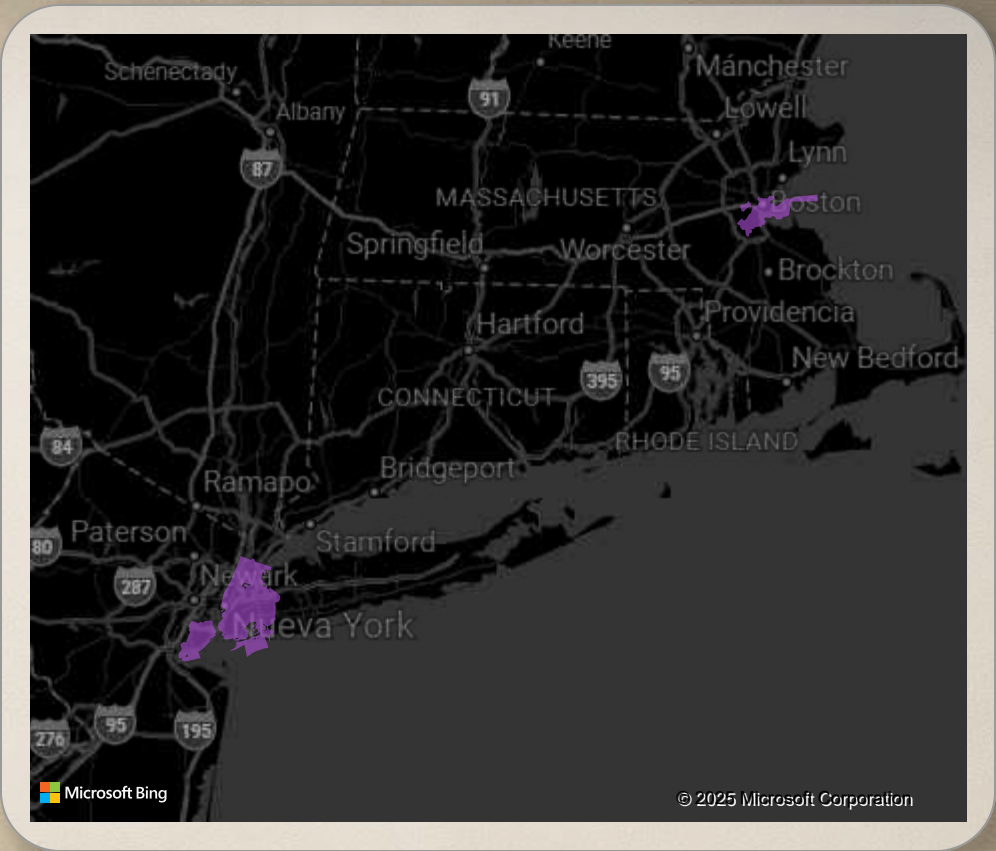 Keene
Schenectady
Mánchester
91
Lowell
Albany
Lynn
87
MASSACHUSETTS
Boston
Springfield
Worcester
Brockton
Providencia
Hartford
New Bedford
395
95
CONNECTICUT
84
RHODE ISLAND
Bridgeport
Ramapo
Paterson
Stamford
80
287
Newark
Nueva York
95
195
276
Microsoft Bing
© 2025 Microsoft Corporation